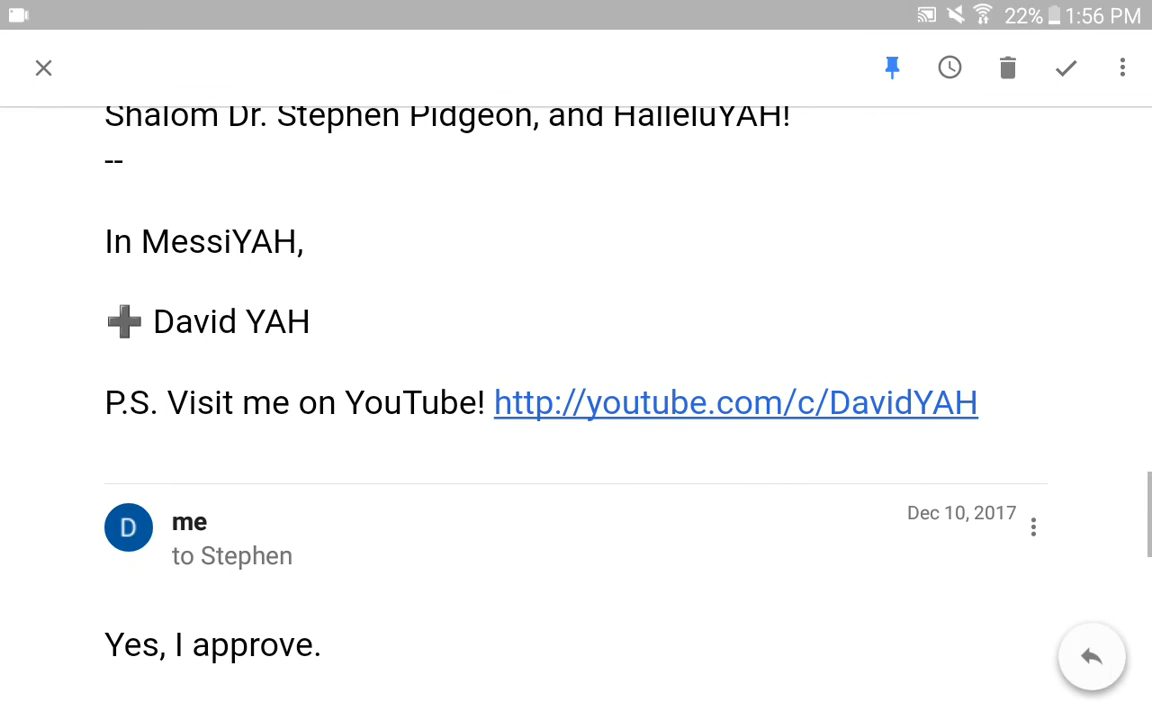 22% 1:56 PM
Shalom Dr. Stephen Pidgeon, and HalleluYAH!
--
In MessiYAH,
➕ David YAH
P.S. Visit me on YouTube! http://youtube.com/c/DavidYAH
D
me
Dec 10, 2017
to Stephen
Yes, I approve.